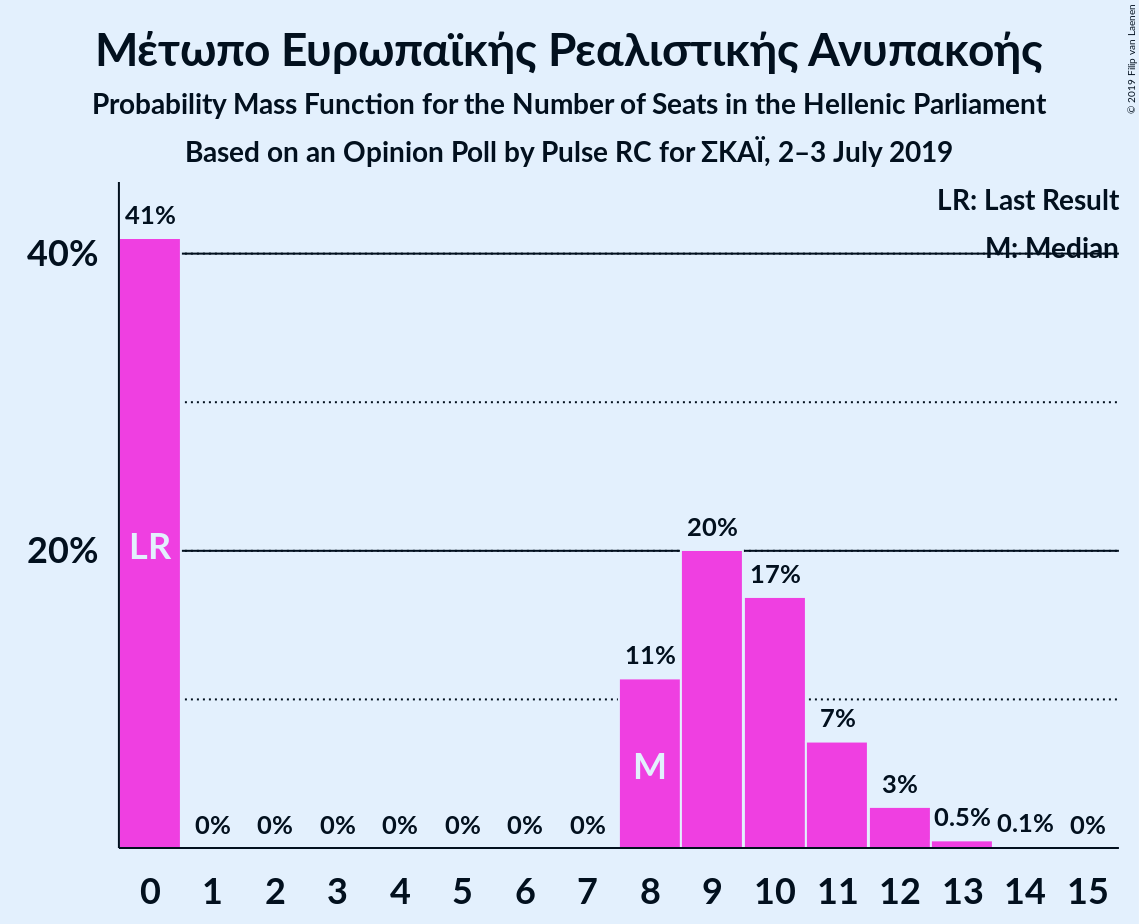 Μέτωπο Ευρωπαϊκής Ρεαλιστικής Ανυπακοής
Probability Mass Function for the Number of Seats in the Hellenic Parliament
Based on an Opinion Poll by Pulse RC for ΣΚΑΪ, 2–3 July 2019
© 2019 Filip van Laenen
LR: Last Result
M: Median
40%
20%
41%
LR
0%
0%
0%
0%
0%
0%
0%
11%
M
20%
17%
7%
3%
0.5%
0.1%
0%
0 1 2 3 4 5 6 7 8 9 10 11 12 13 14 15